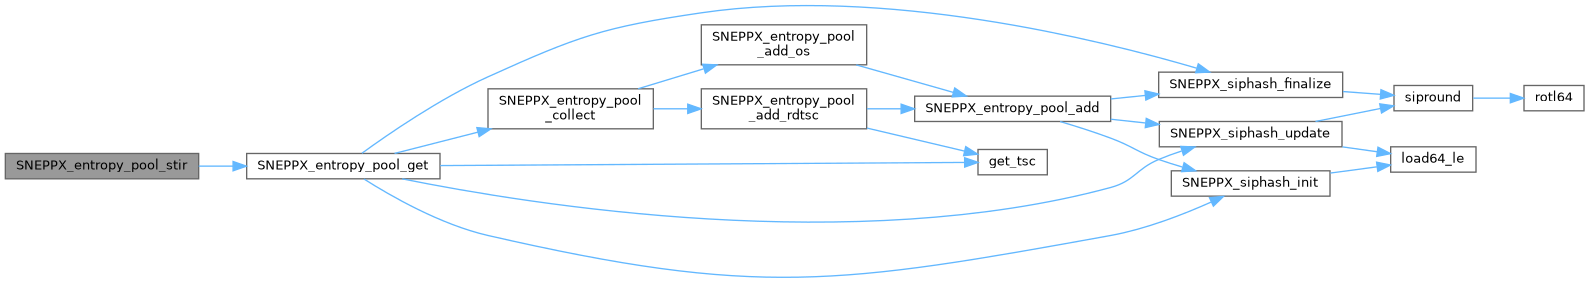 SNEPPX_entropy_pool_stir
SNEPPX_entropy_pool_get
SNEPPX_entropy_pool
_collect
SNEPPX_entropy_pool
_add_os
SNEPPX_entropy_pool
_add_rdtsc
SNEPPX_entropy_pool_add
get_tsc
SNEPPX_siphash_finalize
SNEPPX_siphash_update
SNEPPX_siphash_init
sipround
load64_le
rotl64